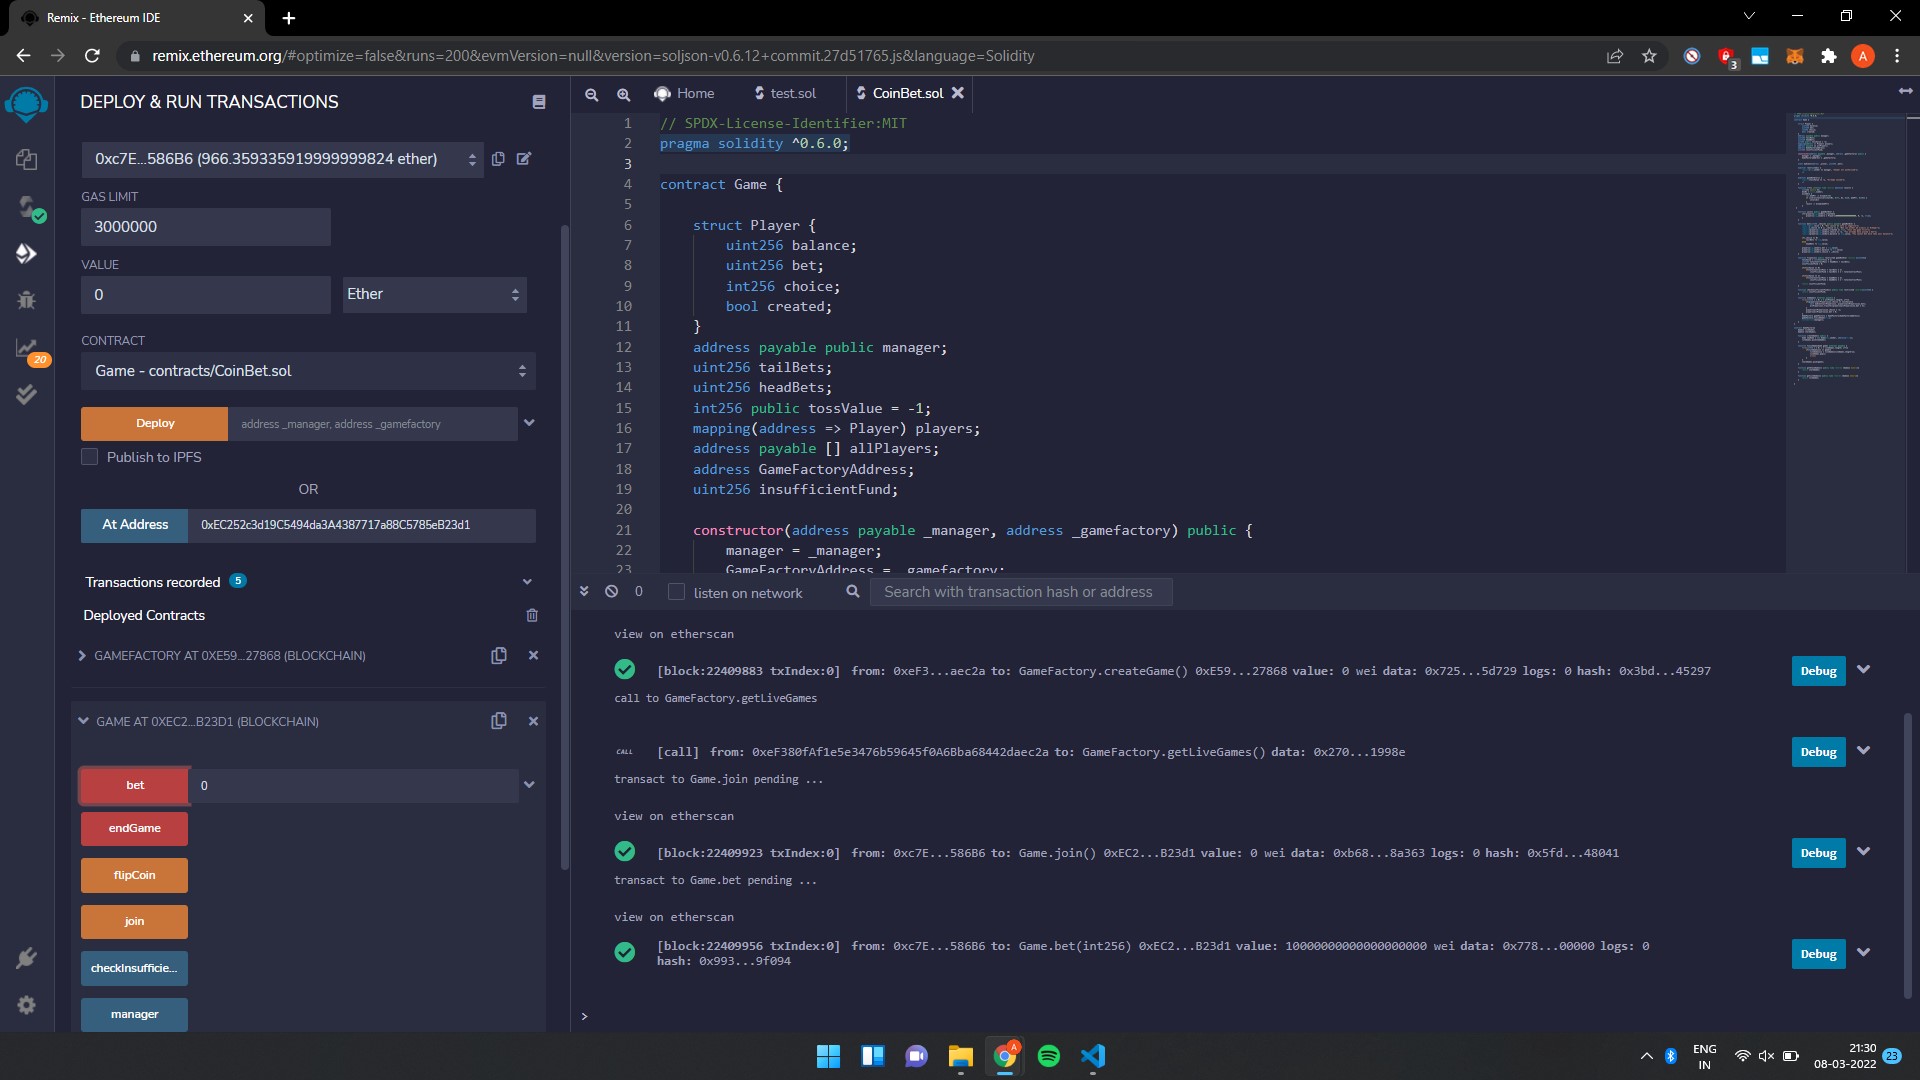 Remix - Ethereum IDE
remix.ethereum.org/#optimize=false&runs=200&evmVersion=null&version=soljson-v0.6.12+commit.27d51765.js&language=Solidity
3
A
DEPLOY & RUN TRANSACTIONS
0xc7E...586B6 (966.359335919999999824 ether)
GAS LIMIT
3000000
VALUE
0
Ether
CONTRACT
Game - contracts/CoinBet.sol
Deploy
address _manager, address _gamefactory
Publish to IPFS
OR
At Address
0xEC252c3d19C5494da3A4387717a88C5785eB23d1
Transactions recorded 5
Deployed Contracts
GAMEFACTORY AT 0XE59...27868 (BLOCKCHAIN)
GAME AT 0XEC2...B23D1 (BLOCKCHAIN)
bet
0
endGame
flipCoin
join
checkInsufficie...
manager
20
Home
test.sol
CoinBet.sol
1 // SPDX-License-Identifier:MIT
2 pragma solidity ^0.6.0;
3
4 contract Game {
5
6 struct Player {
7 uint256 balance;
8 uint256 bet;
9 int256 choice;
10 bool created;
11 }
12 address payable public manager;
13 uint256 tailBets;
14 uint256 headBets;
15 int256 public tossValue = -1;
16 mapping(address => Player) players;
17 address payable [] allPlayers;
18 address GameFactoryAddress;
19 uint256 insufficientFund;
20
21 constructor(address payable _manager, address _gamefactory) public {
22 manager = _manager;
23 GameFactoryAddress = _gamefactory;
0
listen on network
Search with transaction hash or address
view on etherscan
[block:22409883 txIndex:0] from: 0xeF3...aec2a to: GameFactory.createGame() 0xE59...27868 value: 0 wei data: 0x725...5d729 logs: 0 hash: 0x3bd...45297
Debug
call to GameFactory.getLiveGames
CALL [call] from: 0xeF380fAf1e5e3476b59645f0A6Bba68442daec2a to: GameFactory.getLiveGames() data: 0x270...1998e
Debug
transact to Game.join pending ...
view on etherscan
[block:22409923 txIndex:0] from: 0xc7E...586B6 to: Game.join() 0xEC2...B23d1 value: 0 wei data: 0xb68...8a363 logs: 0 hash: 0x5fd...48041
Debug
transact to Game.bet pending ...
view on etherscan
[block:22409956 txIndex:0] from: 0xc7E...586B6 to: Game.bet(int256) 0xEC2...B23d1 value: 10000000000000000000 wei data: 0x778...00000 logs: 0
hash: 0x993...9f094
Debug
>
A
ENG
IN
21:30
08-03-2022
23